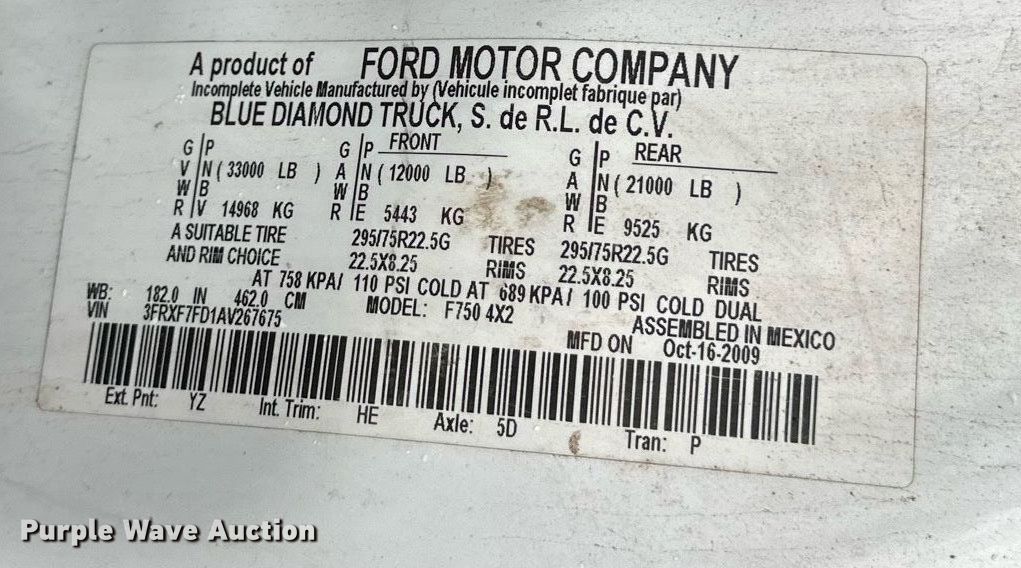 A product of FORD MOTOR COMPANY
Incomplete Vehicle Manufactured by (Vehicule incomplet fabrique par)
BLUE DIAMOND TRUCK, S. de R.L. de C.V.
G P G P FRONT G P REAR
V N ( 33000 LB ) A N ( 12000 LB ) A N ( 21000 LB )
W B W B W B
R V 14968 KG R E 5443 KG R E 9525 KG
A SUITABLE TIRE 295/75R22.5G TIRES 295/75R22.5G TIRES
AND RIM CHOICE 22.5X8.25 RIMS 22.5X8.25 RIMS
AT 758 KPA/ 110 PSI COLD AT 689 KPA/ 100 PSI COLD DUAL
WB: 182.0 IN 462.0 CM MODEL: F750 4X2 ASSEMBLED IN MEXICO
VIN 3FRXF7FD1AV267675 MFD ON Oct-16-2009
Ext. Pnt: YZ Int. Trim: HE Axle: 5D Tran: P
Purple Wave Auction